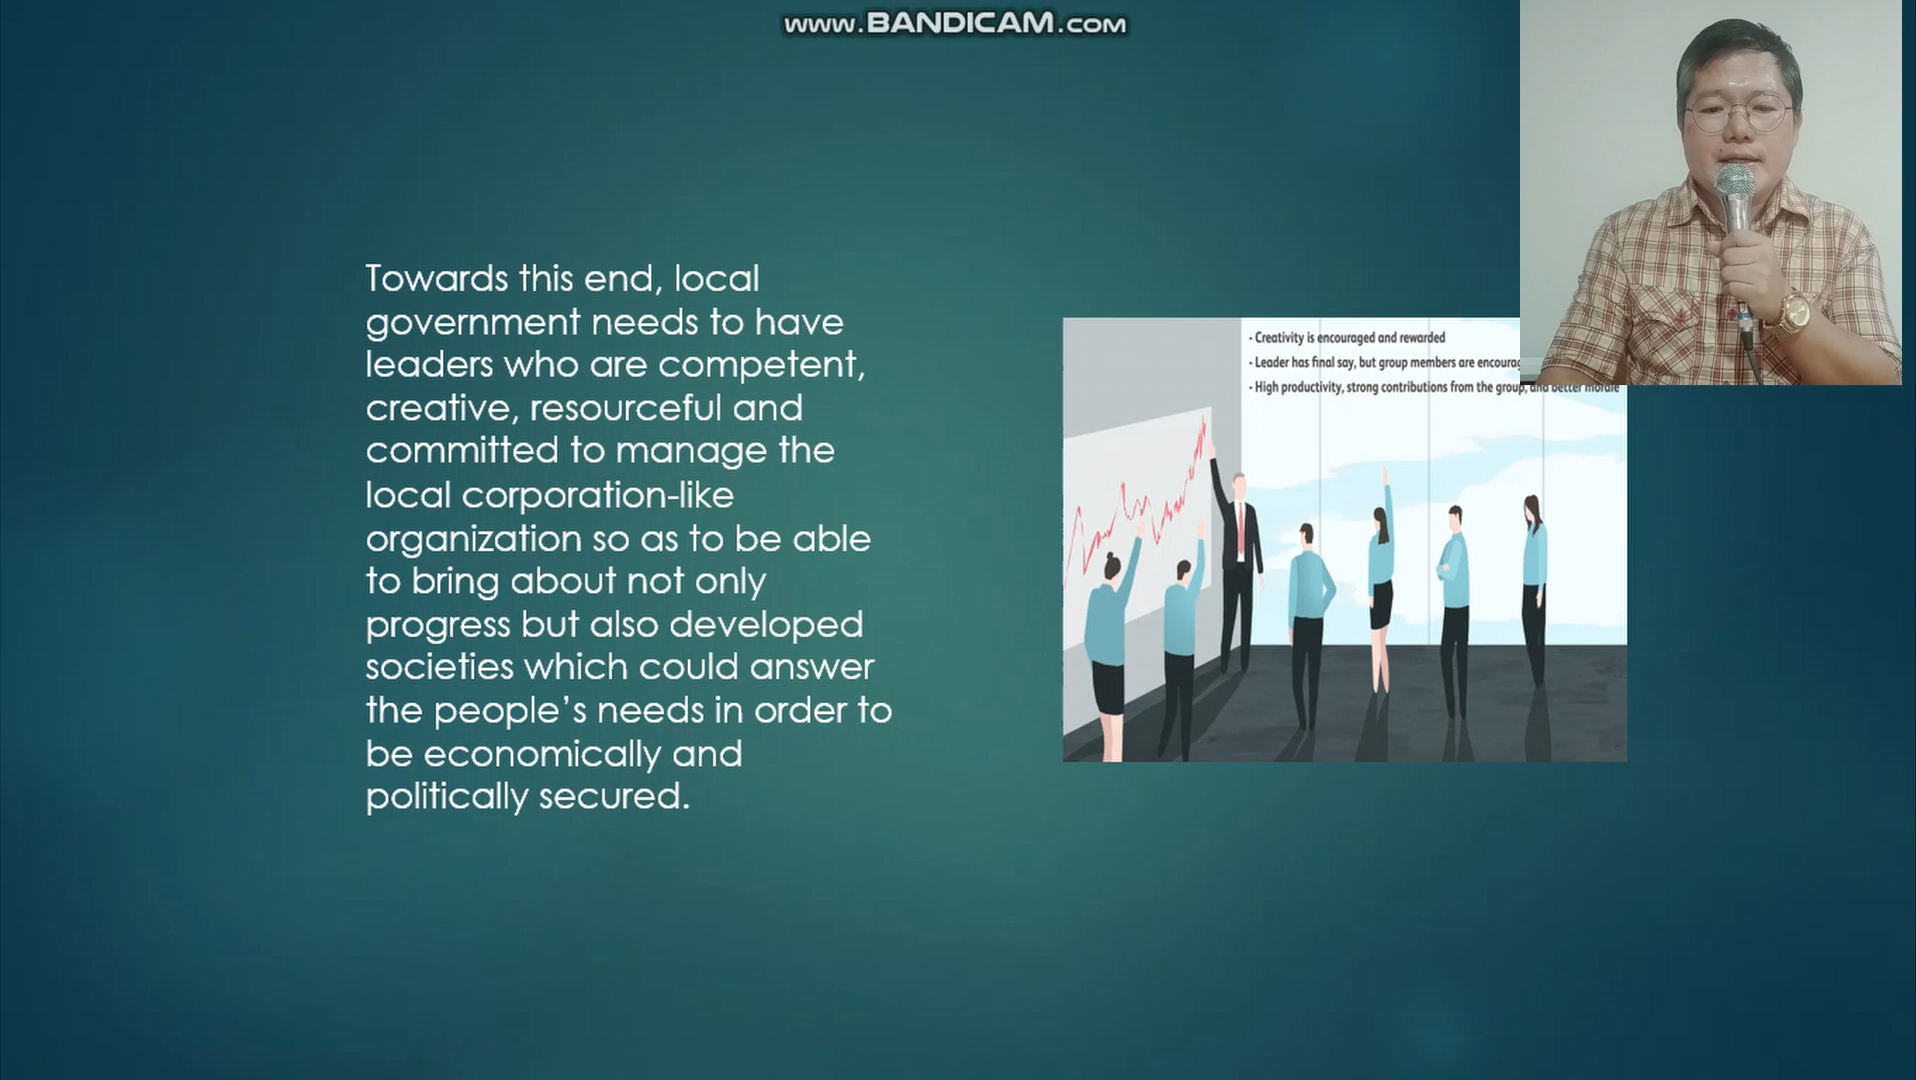 www.BANDICAM.com
Towards this end, local
government needs to have
leaders who are competent,
creative, resourceful and
committed to manage the
local corporation-like
organization so as to be able
to bring about not only
progress but also developed
societies which could answer
the people’s needs in order to
be economically and
politically secured.
- Creativity is encouraged and rewarded
- Leader has final say, but group members are
- High productivity, strong contributions from the group, and better morale